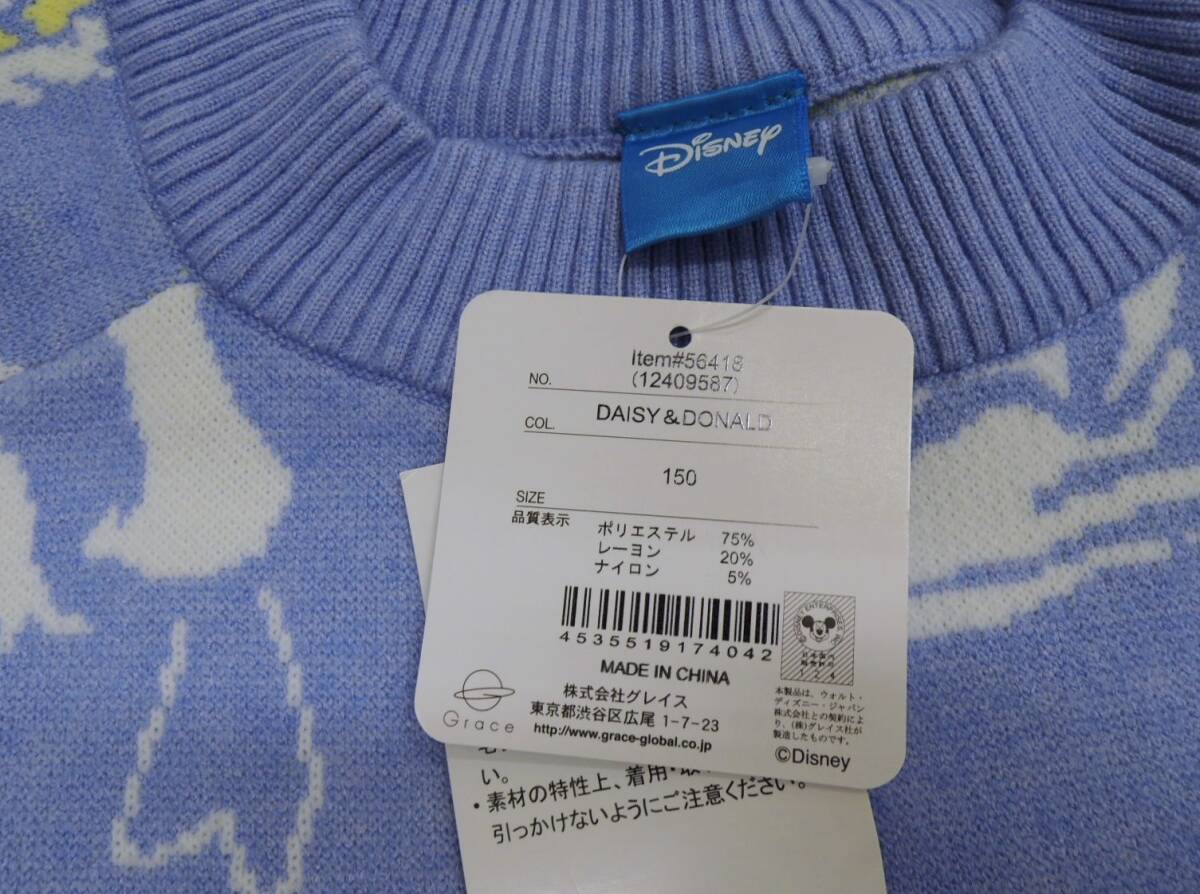 Disney
Item#56418
NO. (12409587)
COL. DAISY&DONALD
SIZE 150
品質表示 ポリエステル 75%
レーヨン 20%
ナイロン 5%
4535519174042
MADE IN CHINA
Grace
株式会社グレイス
東京都渋谷区広尾 1-7-23
http://www.grace-global.co.jp
本製品は、ウォルト・
ディズニー・ジャパン
株式会社との契約によ
り、(株)グレイス社が
製造したものです。
©Disney
い。
・素材の特性上、着用・
引っかけないようにご注意ください。